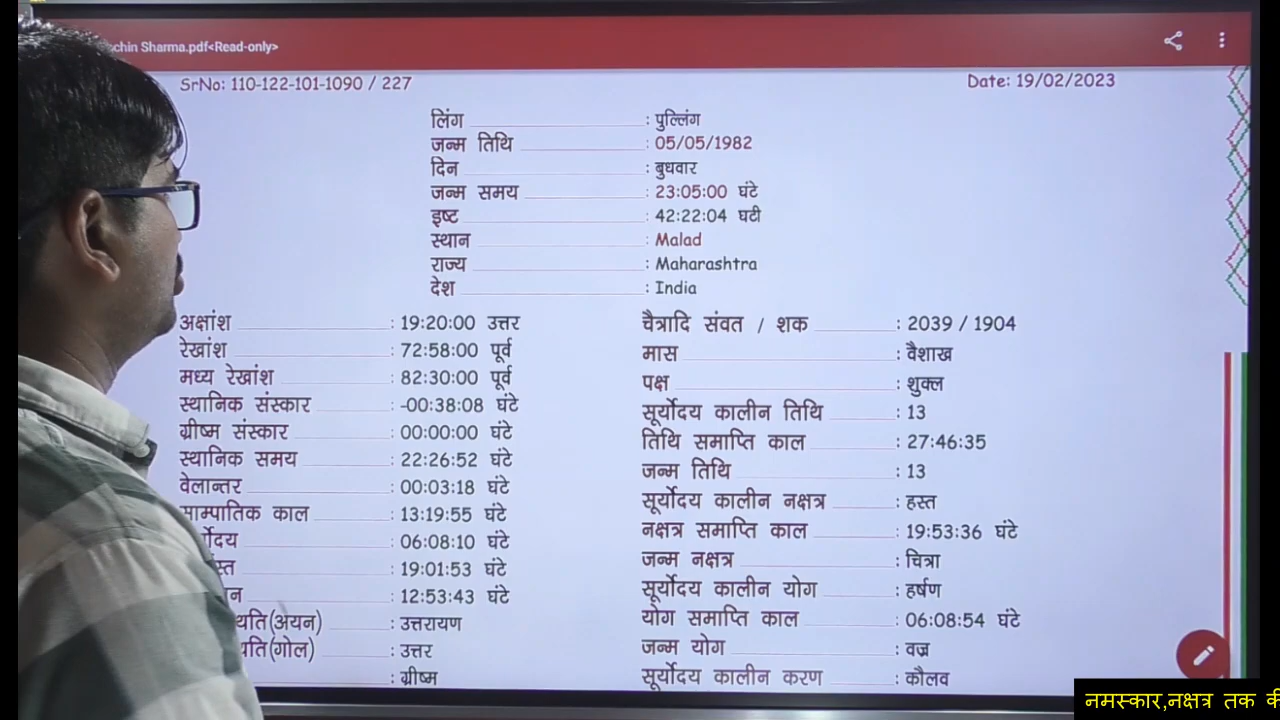 chin Sharma.pdf<Read-only>
SrNo: 110-122-101-1090 / 227 Date: 19/02/2023
लिंग : पुल्लिंग
जन्म तिथि : 05/05/1982
दिन : बुधवार
जन्म समय : 23:05:00 घंटे
इष्ट : 42:22:04 घटी
स्थान : Malad
राज्य : Maharashtra
देश : India
अक्षांश : 19:20:00 उत्तर
रेखांश : 72:58:00 पूर्व
मध्य रेखांश : 82:30:00 पूर्व
स्थानिक संस्कार : -00:38:08 घंटे
ग्रीष्म संस्कार : 00:00:00 घंटे
स्थानिक समय : 22:26:52 घंटे
वेलान्तर : 00:03:18 घंटे
साम्पातिक काल : 13:19:55 घंटे
र्योदय : 06:08:10 घंटे
स्त : 19:01:53 घंटे
न : 12:53:43 घंटे
थिति(अयन) : उत्तरायण
थति(गोल) : उत्तर
: ग्रीष्म
चैत्रादि संवत / शक : 2039 / 1904
मास : वैशाख
पक्ष : शुक्ल
सूर्योदय कालीन तिथि : 13
तिथि समाप्ति काल : 27:46:35
जन्म तिथि : 13
सूर्योदय कालीन नक्षत्र : हस्त
नक्षत्र समाप्ति काल : 19:53:36 घंटे
जन्म नक्षत्र : चित्रा
सूर्योदय कालीन योग : हर्षण
योग समाप्ति काल : 06:08:54 घंटे
जन्म योग : वज्र
सूर्योदय कालीन करण : कौलव
नमस्कार,नक्षत्र तक की